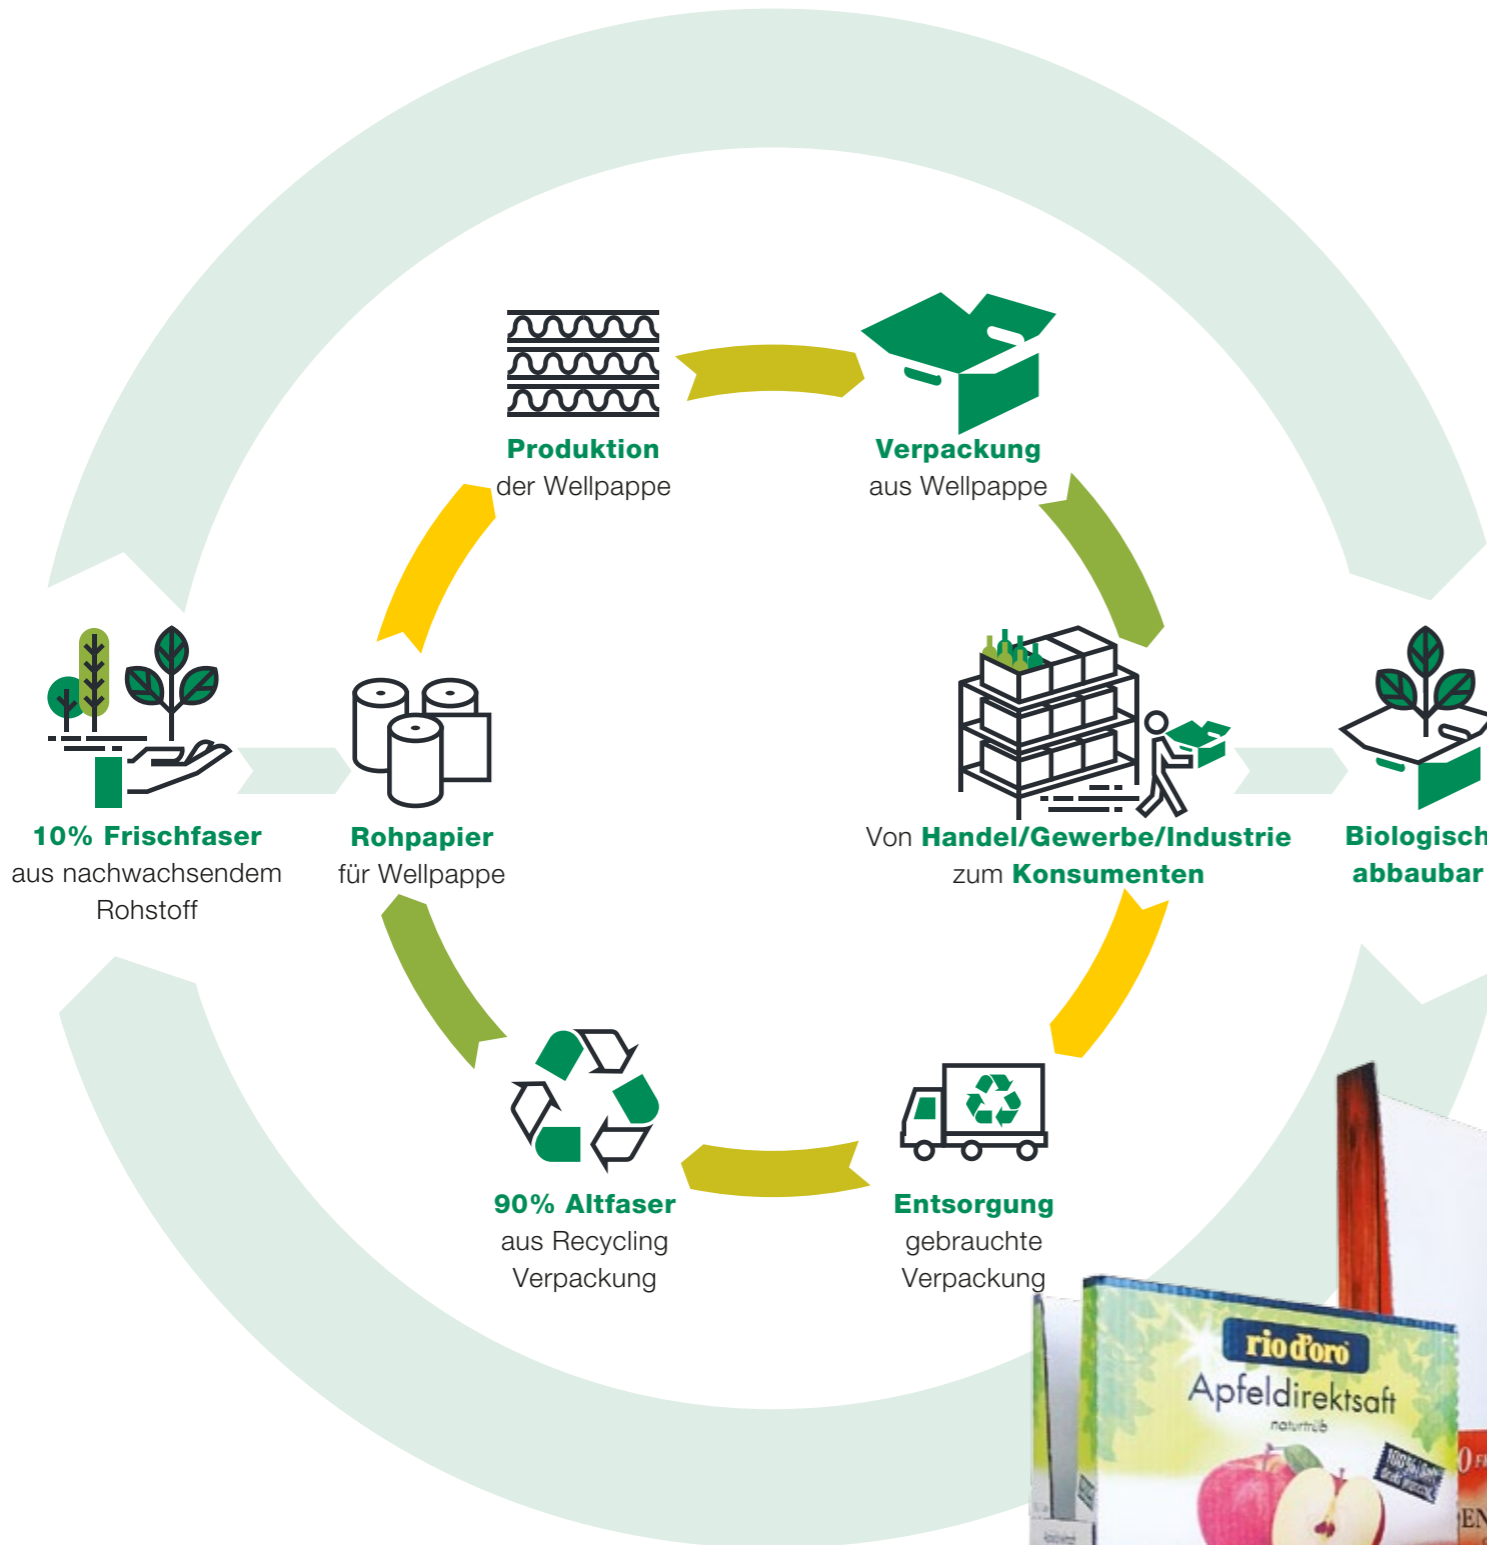 Produktion
der Wellpappe
Verpackung
aus Wellpappe
10% Frischfaser
aus nachwachsendem
Rohstoff
Rohpapier
für Wellpappe
Von Handel/Gewerbe/Industrie
zum Konsumenten
Biologisch
abbaubar
90% Altfaser
aus Recycling
Verpackung
Entsorgung
gebrauchte
Verpackung
rio d'oro
Apfeldirektsaft
naturtrüb
100%